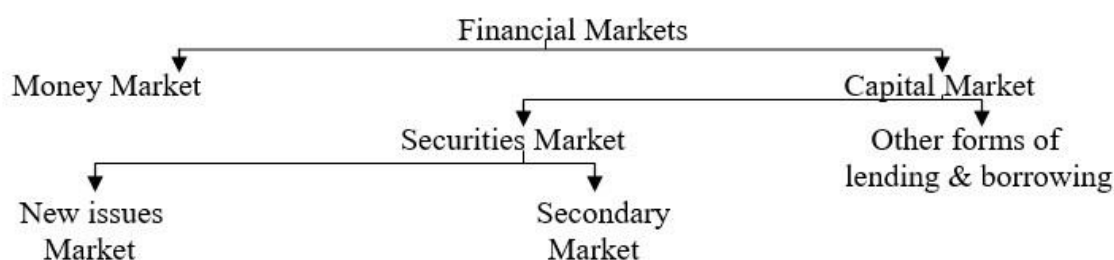 Financial Markets
Money Market
Capital Market
Securities Market
Other forms of
lending & borrowing
New issues
Market
Secondary
Market